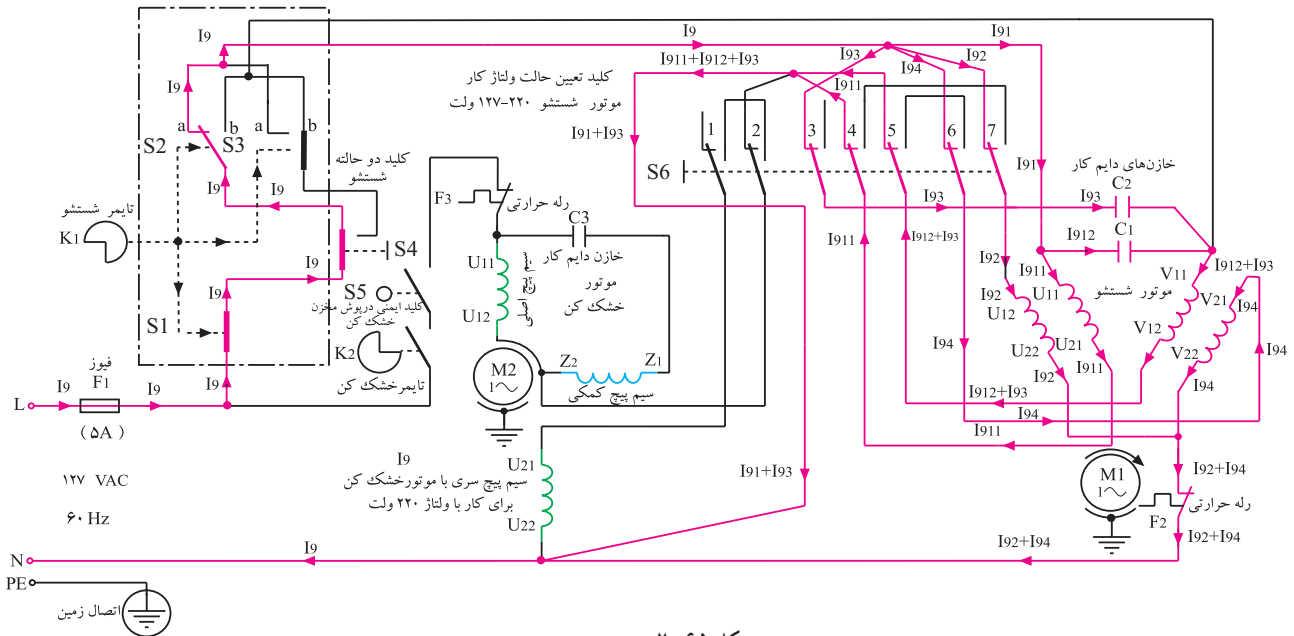 I9
I9
I91
I93
I94
I92
I911+I912+I93
I911
I91+I93
کلید تعیین حالت ولتاژ کار
موتور شستشو ۲۲۰-۱۲۷ ولت
I9
a
b
a
b
S2
S3
کلید دو حالته
شستشو
1
2
3
4
5
6
7
S6
I9
I9
تایمر شستشو
K1
F3
رله حرارتی
C3
خازن دایم کار
موتور
خشک کن
I91
خازن‌های دایم کار
C2
I93
I93
C1
I912
I911
I912+I93
S4
I9
I9
U11
U12
سیم پیچ اصلی
I92
I92
U12
I911
U11
موتور شستشو
V11
I912+I93
V21
I94
S5
کلید ایمنی درپوش مخزن
خشک کن
S1
K2
تایمرخشک کن
M2
1~
Z2
Z1
سیم پیچ کمکی
U22
U21
V12
V22
I94
I94
I92
I911
I94
فیوز
F1
I9
L
I9
I9
(۵A)
I912+I93
I94
I911
I9
سیم پیچ سری با موتورخشک کن
برای کار با ولتاژ ۲۲۰ ولت
U21
U22
I91+I93
M1
1~
I92+I94
F2
رله حرارتی
۱۲۷ VAC
۶۰ Hz
N
I9
I92+I94
I92+I94
PE
اتصال زمین